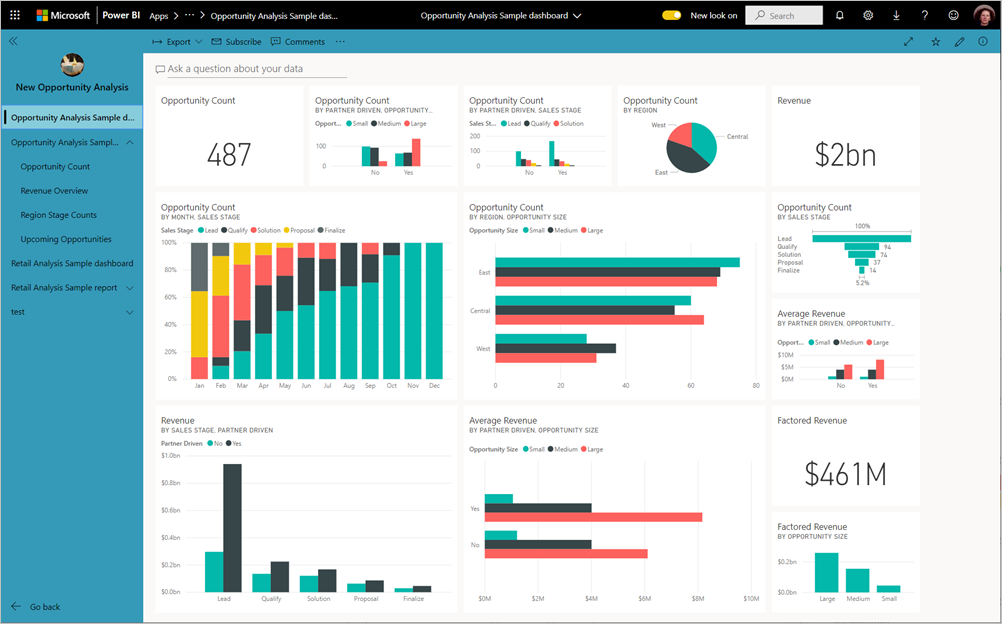 Microsoft Power BI Apps > ··· > Opportunity Analysis Sample das... Opportunity Analysis Sample dashboard New look on Search
Export Subscribe Comments ···
New Opportunity Analysis
Opportunity Analysis Sample d...
Opportunity Analysis Sampl...
Opportunity Count
Revenue Overview
Region Stage Counts
Upcoming Opportunities
Retail Analysis Sample dashboard
Retail Analysis Sample report
test
Go back
Ask a question about your data
Opportunity Count
487
Opportunity Count
BY PARTNER DRIVEN, OPPORTUNITY...
Opport... Small Medium Large
100
0
No Yes
Opportunity Count
BY PARTNER DRIVEN, SALES STAGE
Sales St... Lead Qualify Solution
200
100
0
No Yes
Opportunity Count
BY REGION
West
Central
East
Revenue
$2bn
Opportunity Count
BY MONTH, SALES STAGE
Sales Stage Lead Qualify Solution Proposal Finalize
100%
80%
60%
40%
20%
0%
Jan Feb Mar Apr May Jun Jul Aug Sep Oct Nov Dec
Opportunity Count
BY REGION, OPPORTUNITY SIZE
Opportunity Size Small Medium Large
East
Central
West
0 20 40 60 80
Opportunity Count
BY SALES STAGE
100%
Lead
Qualify 94
Solution 74
Proposal 37
Finalize 14
5.2%
Average Revenue
BY PARTNER DRIVEN, OPPORTUNITY...
Opport... Small Medium Large
$10M
$5M
$0M
No Yes
Revenue
BY SALES STAGE, PARTNER DRIVEN
Partner Driven No Yes
$1.0bn
$0.8bn
$0.6bn
$0.4bn
$0.2bn
$0.0bn
Lead Qualify Solution Proposal Finalize
Average Revenue
BY PARTNER DRIVEN, OPPORTUNITY SIZE
Opportunity Size Small Medium Large
Yes
No
$0M $2M $4M $6M $8M $10M
Factored Revenue
$461M
Factored Revenue
BY OPPORTUNITY SIZE
$0.2bn
$0.0bn
Large Medium Small